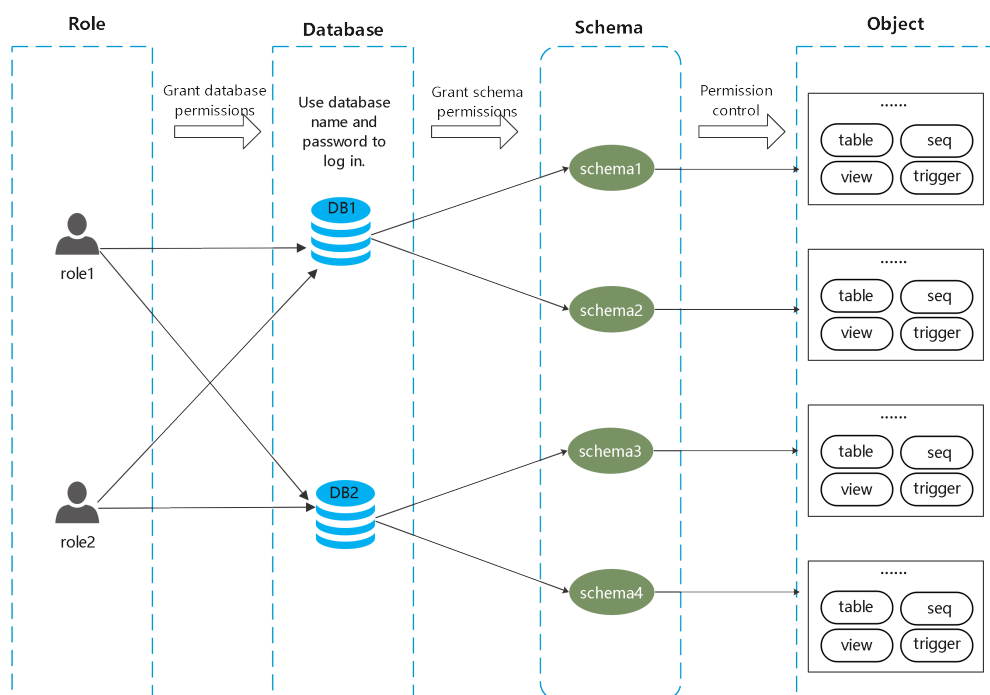 Role
Database
Schema
Object
Grant database
permissions
Use database
name and
password to
log in.
Grant schema
permissions
Permission
control
role1
role2
DB1
DB2
schema1
schema2
schema3
schema4
......
table
seq
view
trigger
......
table
seq
view
trigger
......
table
seq
view
trigger
......
table
seq
view
trigger